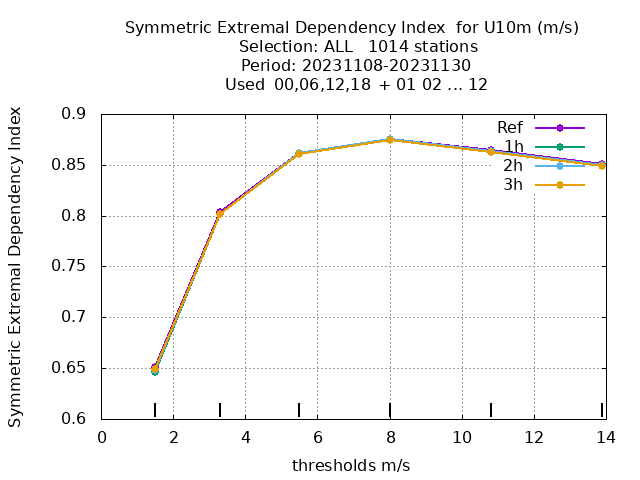 Symmetric Extremal Dependency Index  for U10m (m/s)
Selection: ALL   1014 stations
Period: 20231108-20231130
Used  00,06,12,18  + 01 02 ... 12
Symmetric Extremal Dependency Index
0.9
0.85
0.8
0.75
0.7
0.65
0.6
Ref
1h
2h
3h
0 2 4 6 8 10 12 14
thresholds m/s